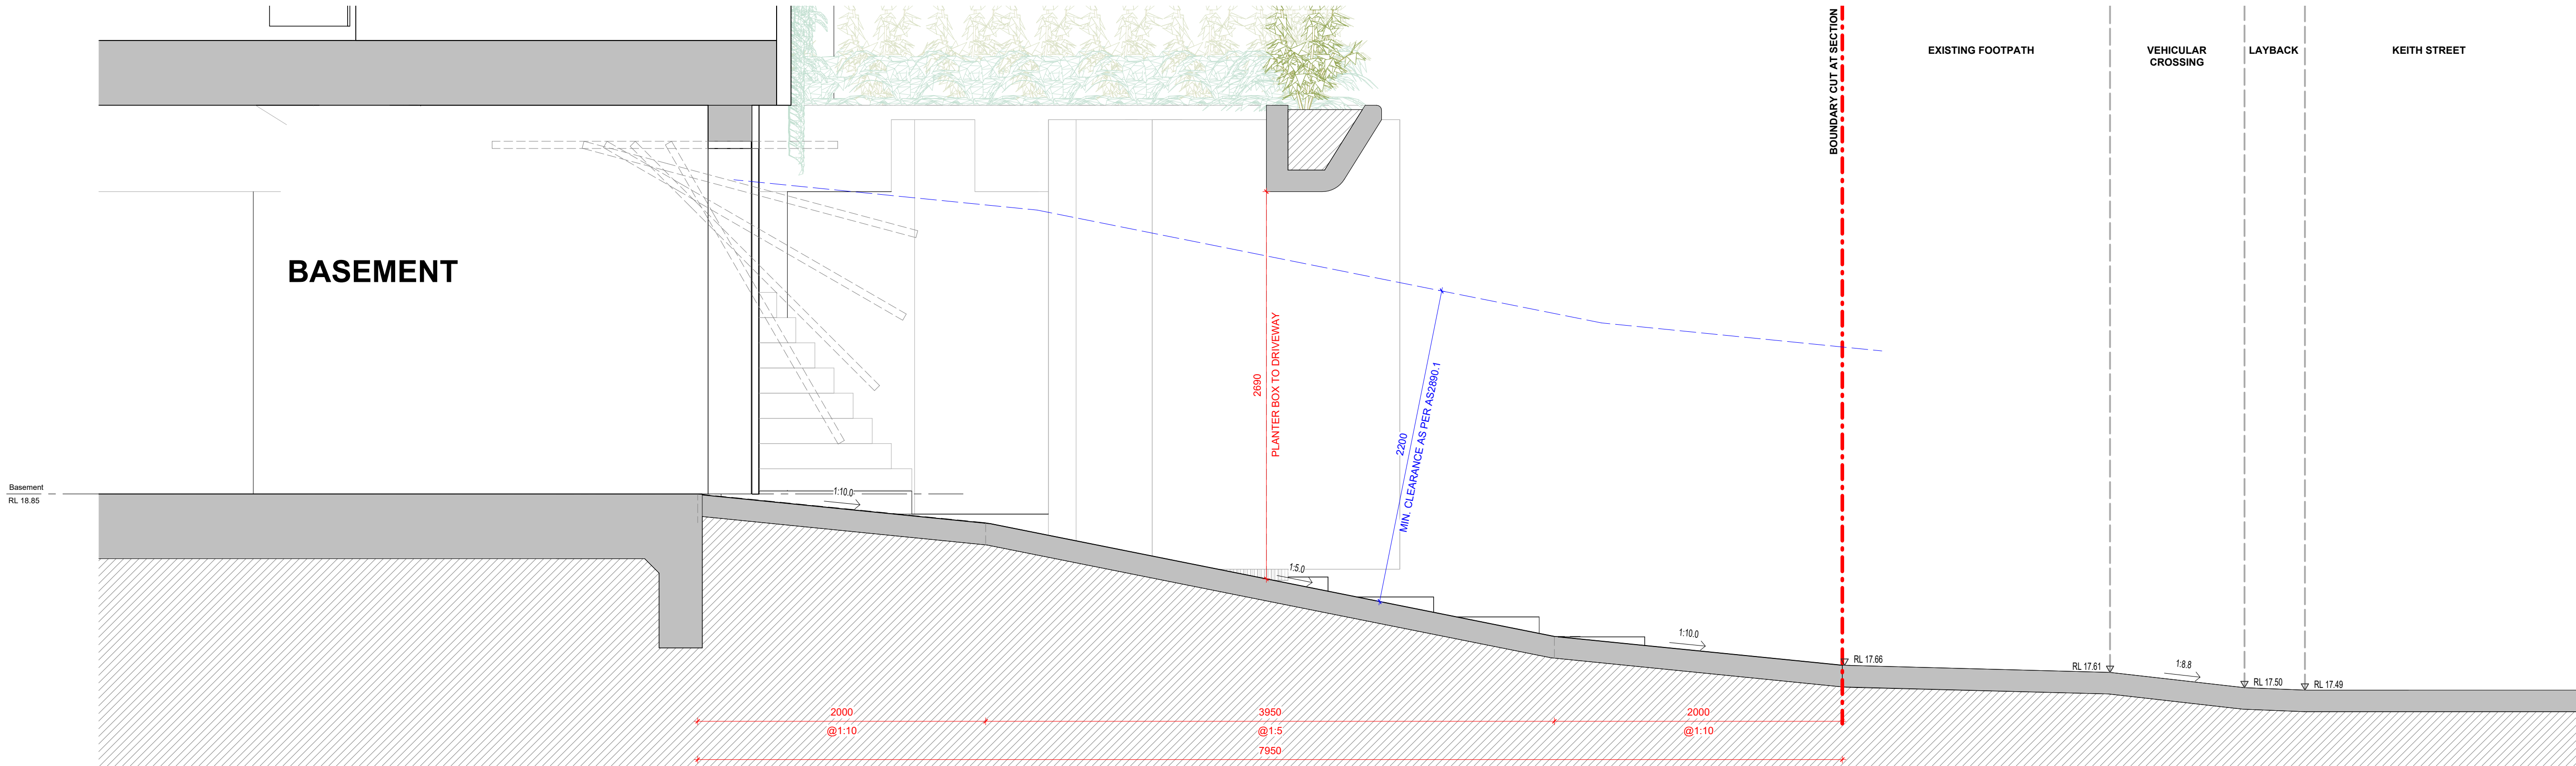 BOUNDARY CUT AT SECTION
EXISTING FOOTPATH
VEHICULAR
CROSSING
LAYBACK
KEITH STREET
BASEMENT
2690
PLANTER BOX TO DRIVEWAY
2200
MIN. CLEARANCE AS PER AS2890.1
Basement
RL 18.85
1:10.0
1:5.0
1:10.0
RL 17.66
RL 17.61
1:8.8
RL 17.50
RL 17.49
2000
@1:10
3950
@1:5
2000
@1:10
7950